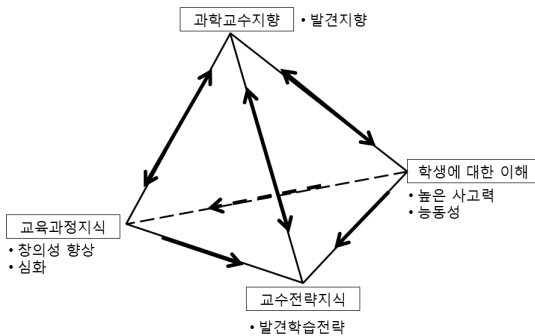 과학교수지향
• 발견지향
학생에 대한 이해
• 높은 사고력
• 능동성
교육과정지식
• 창의성 향상
• 심화
교수전략지식
• 발견학습전략